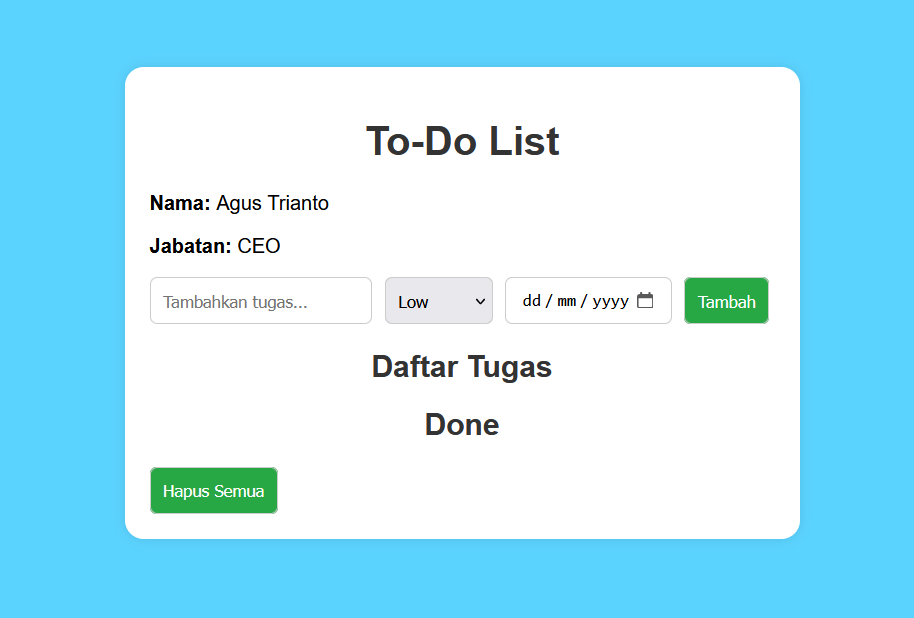 To-Do List
Nama: Agus Trianto
Jabatan: CEO
Tambahkan tugas... Low dd/mm/yyyy Tambah
Daftar Tugas
Done
Hapus Semua